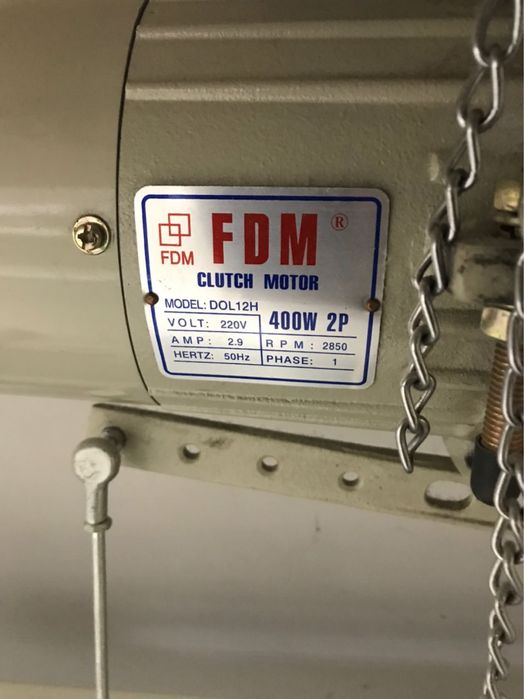 FDM ®
FDM
CLUTCH MOTOR
MODEL: DOL12H
400W 2P
VOLT: 220V
AMP: 2.9
RPM: 2850
HERTZ: 50Hz
PHASE: 1